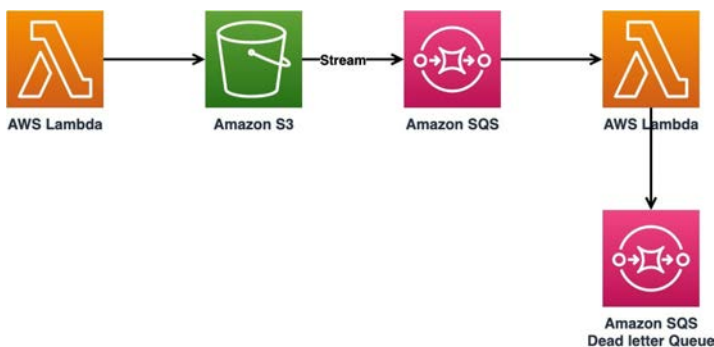 Stream
AWS Lambda
Amazon S3
Amazon SQS
AWS Lambda
Amazon SQS
Dead letter Queue